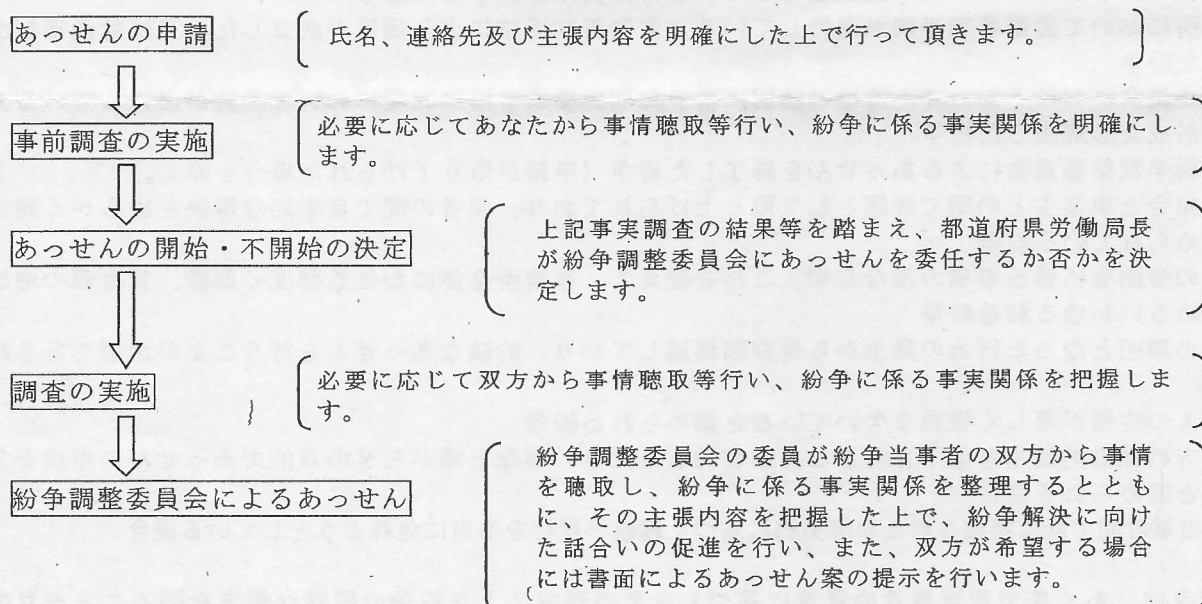 あっせんの申請
氏名、連絡先及び主張内容を明確にした上で行って頂きます。
事前調査の実施
必要に応じてあなたから事情聴取等行い、紛争に係る事実関係を明確にし
ます。
あっせんの開始・不開始の決定
上記事実調査の結果等を踏まえ、都道府県労働局長
が紛争調整委員会にあっせんを委任するか否かを決
定します。
調査の実施
必要に応じて双方から事情聴取等行い、紛争に係る事実関係を把握しま
す。
紛争調整委員会によるあっせん
紛争調整委員会の委員が紛争当事者の双方から事情
を聴取し、紛争に係る事実関係を整理するととも
に、その主張内容を把握した上で、紛争解決に向け
た話合いの促進を行い、また、双方が希望する場合
には書面によるあっせん案の提示を行います。